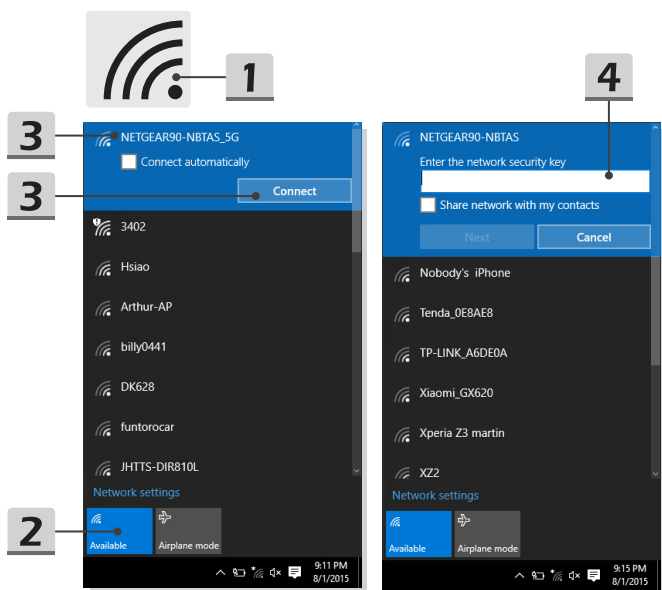 1
4
3
NETGEAR90-NBTAS_5G
Connect automatically
3
Connect
3402
Hsiao
Arthur-AP
billy0441
DK628
funtorocar
JHTTS-DIR810L
Network settings
2
Available
Airplane mode
9:11 PM
8/1/2015
NETGEAR90-NBTAS
Enter the network security key
Share network with my contacts
Next
Cancel
Nobody's iPhone
Tenda_0E8AE8
TP-LINK_A6DE0A
Xiaomi_GX620
Xperia Z3 martin
XZ2
Network settings
Available
Airplane mode
9:15 PM
8/1/2015